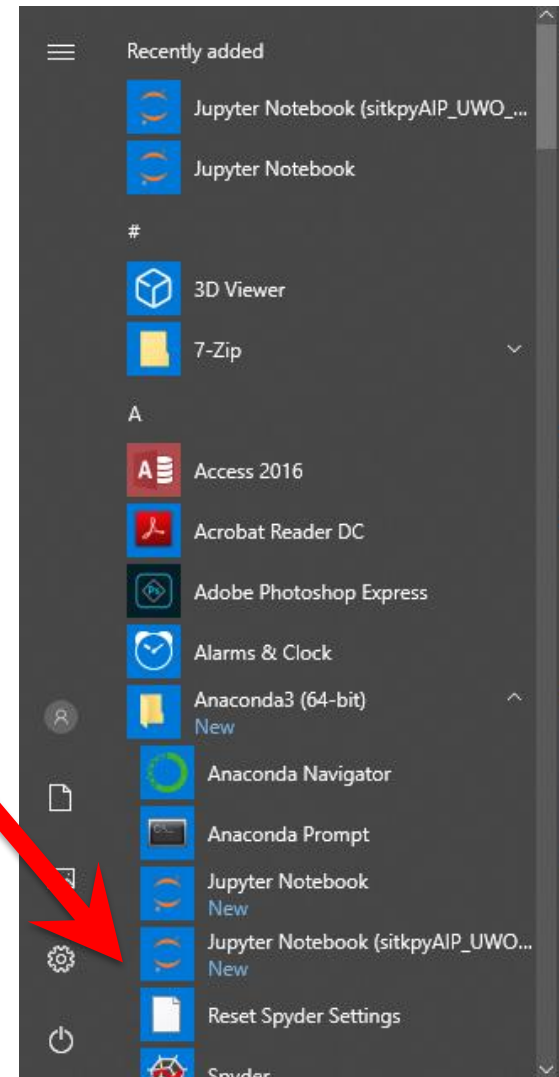 Recently added
Jupyter Notebook (sitkpyAIP_UWO_...
Jupyter Notebook
#
3D Viewer
7-Zip
A
Access 2016
Acrobat Reader DC
Adobe Photoshop Express
Alarms & Clock
Anaconda3 (64-bit)
New
Anaconda Navigator
Anaconda Prompt
Jupyter Notebook
New
Jupyter Notebook (sitkpyAIP_UWO...
New
Reset Spyder Settings
Spyder